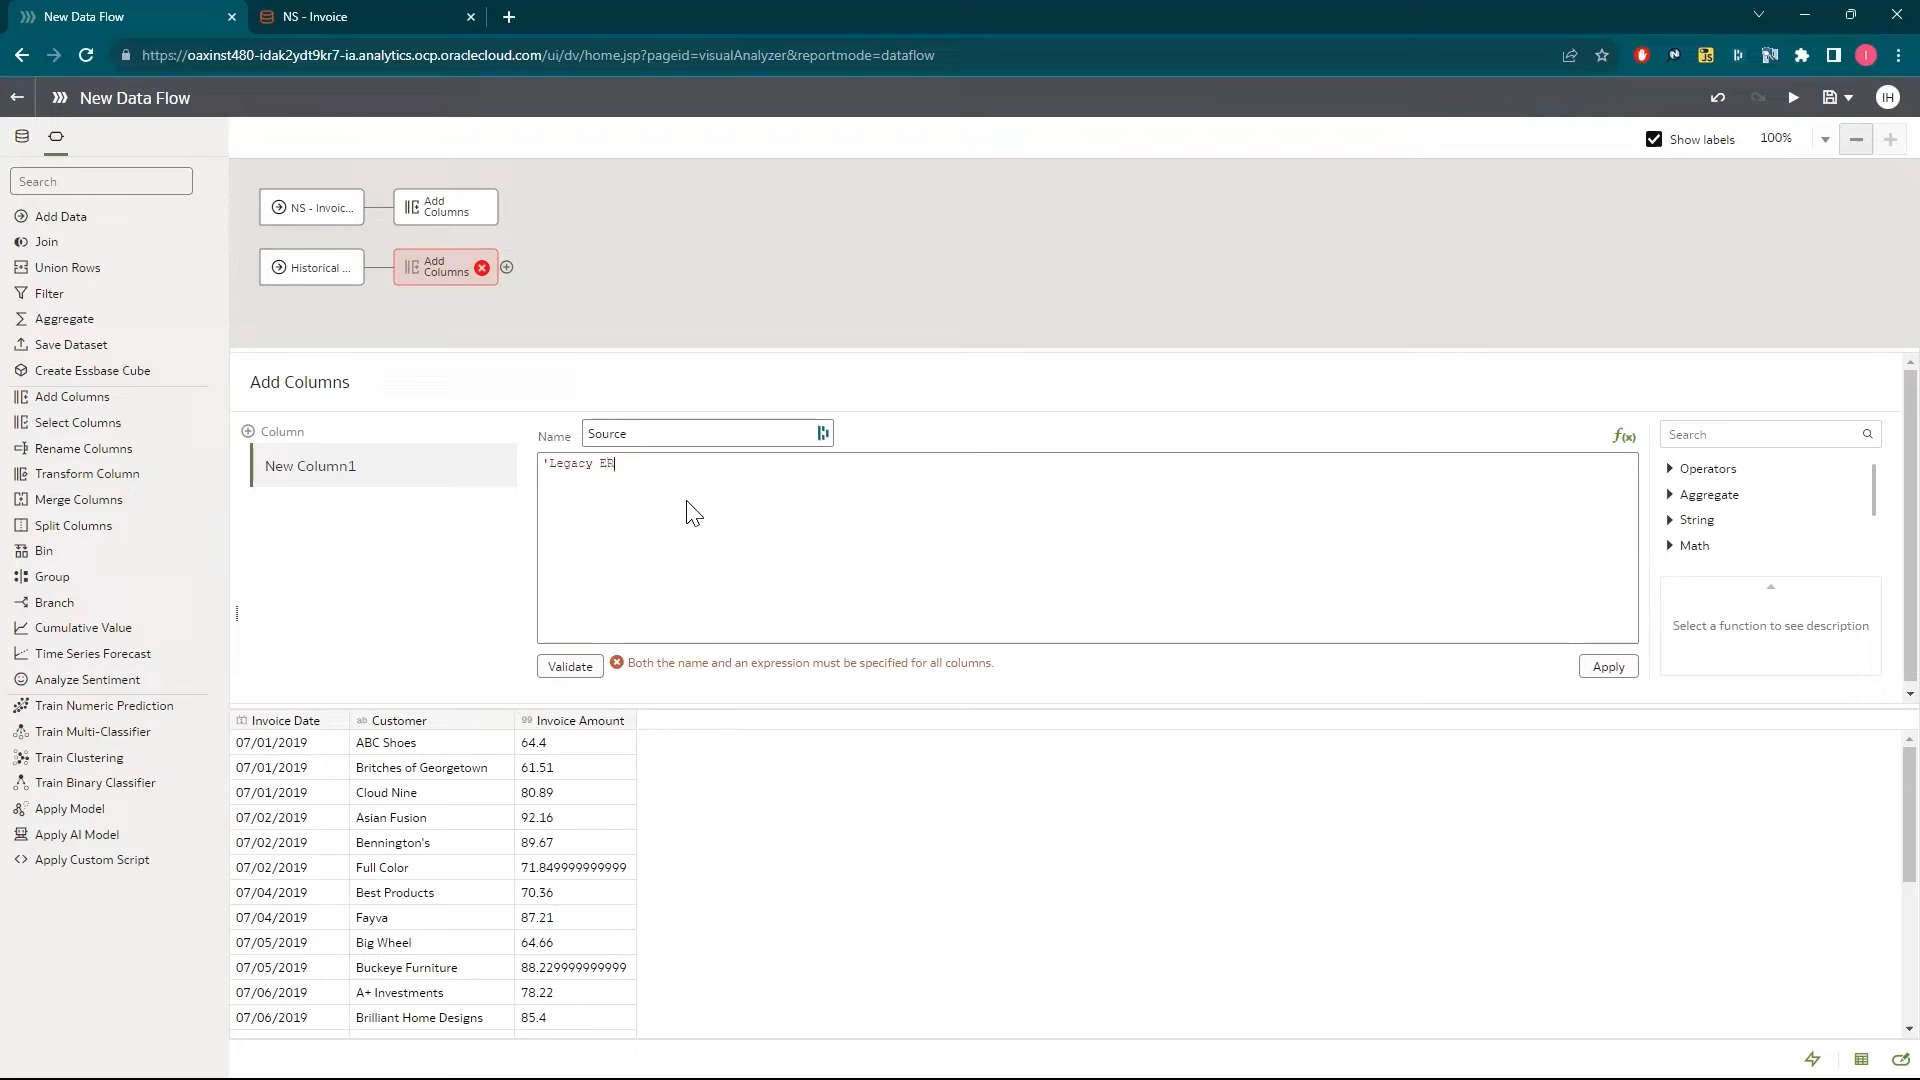 New Data Flow
NS - Invoice
https://oaxinst480-idak2ydt9kr7-ia.analytics.ocp.oraclecloud.com/ui/dv/home.jsp?pageid=visualAnalyzer&reportmode=dataflow
New Data Flow
IH
Show labels
100%
Search
Add Data
Join
Union Rows
Filter
Aggregate
Save Dataset
Create Essbase Cube
Add Columns
Select Columns
Rename Columns
Transform Column
Merge Columns
Split Columns
Bin
Group
Branch
Cumulative Value
Time Series Forecast
Analyze Sentiment
Train Numeric Prediction
Train Multi-Classifier
Train Clustering
Train Binary Classifier
Apply Model
Apply AI Model
Apply Custom Script
NS - Invoic...
Add
Columns
Historical ...
Add
Columns
Add Columns
Column
New Column1
Name
Source
f(x)
'Legacy ER
Validate
Both the name and an expression must be specified for all columns.
Apply
Search
Operators
Aggregate
String
Math
Select a function to see description
Invoice Date ab Customer 99 Invoice Amount
07/01/2019 ABC Shoes 64.4
07/01/2019 Britches of Georgetown 61.51
07/01/2019 Cloud Nine 80.89
07/02/2019 Asian Fusion 92.16
07/02/2019 Bennington's 89.67
07/02/2019 Full Color 71.849999999999
07/04/2019 Best Products 70.36
07/04/2019 Fayva 87.21
07/05/2019 Big Wheel 64.66
07/05/2019 Buckeye Furniture 88.229999999999
07/06/2019 A+ Investments 78.22
07/06/2019 Brilliant Home Designs 85.4